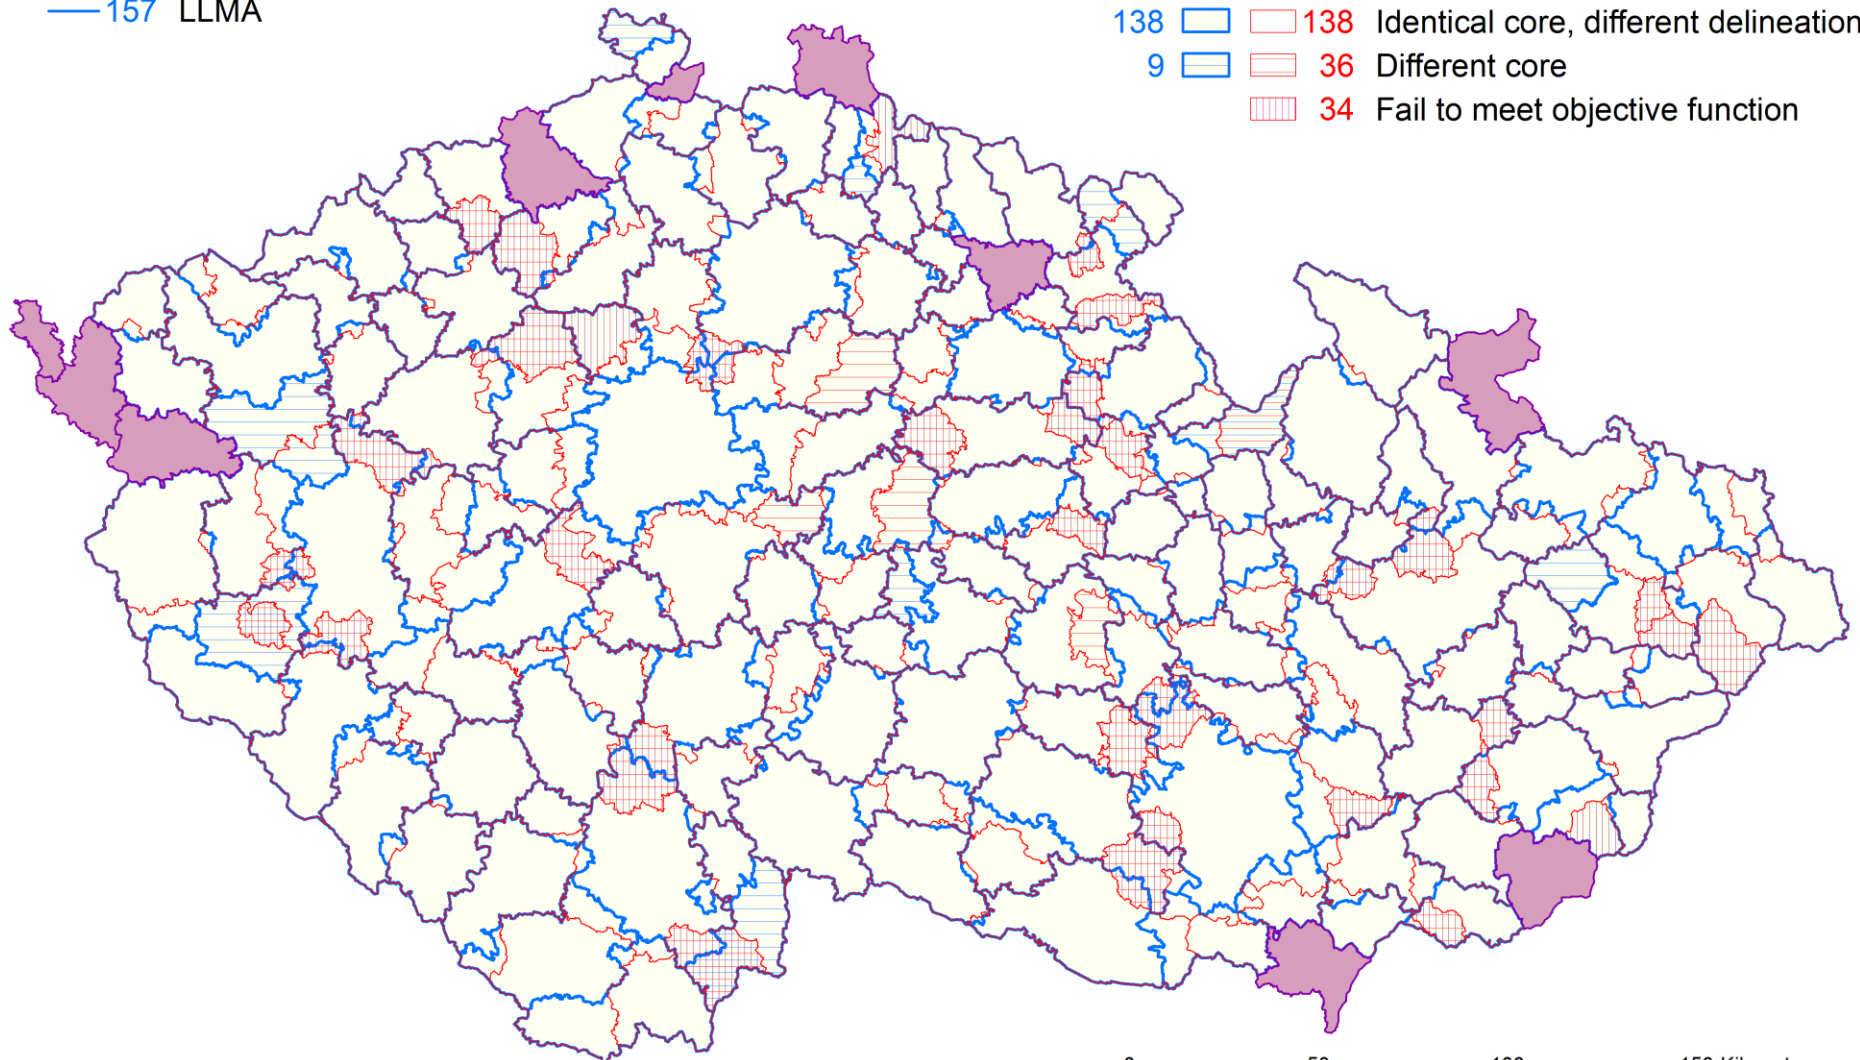 157 LLMA
138 138 Identical core, different delineation
9 36 Different core
34 Fail to meet objective function